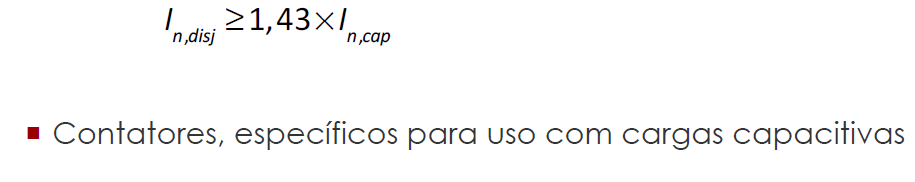 In,disj ≥1,43×In,cap
▪ Contatores, específicos para uso com cargas capacitivas